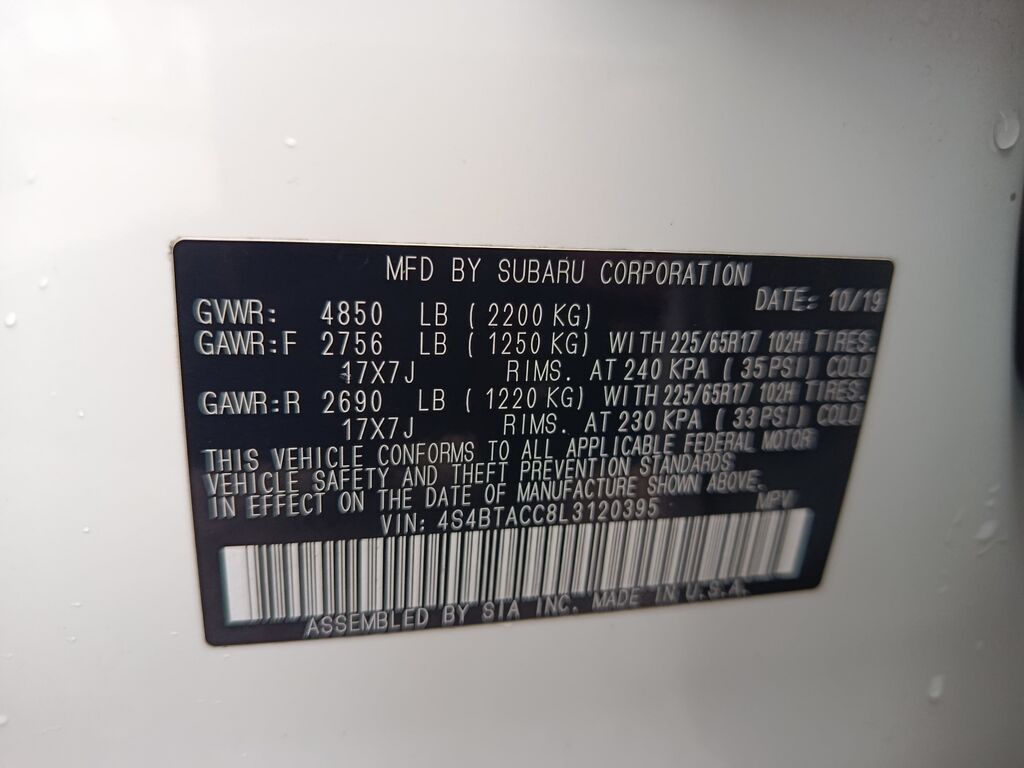 MFD BY SUBARU CORPORATION
DATE: 10/19
GVWR: 4850 LB ( 2200 KG)
GAWR:F 2756 LB ( 1250 KG) WITH 225/65R17 102H TIRES.
17X7J RIMS. AT 240 KPA ( 35PSI) COLD
GAWR:R 2690 LB ( 1220 KG) WITH 225/65R17 102H TIRES.
17X7J RIMS. AT 230 KPA ( 33PSI) COLD
THIS VEHICLE CONFORMS TO ALL APPLICABLE FEDERAL MOTOR
VEHICLE SAFETY AND THEFT PREVENTION STANDARDS
IN EFFECT ON THE DATE OF MANUFACTURE SHOWN ABOVE.
VIN: 4S4BTACC8L3120395 MPV
ASSEMBLED BY SIA INC. MADE IN U.S.A.